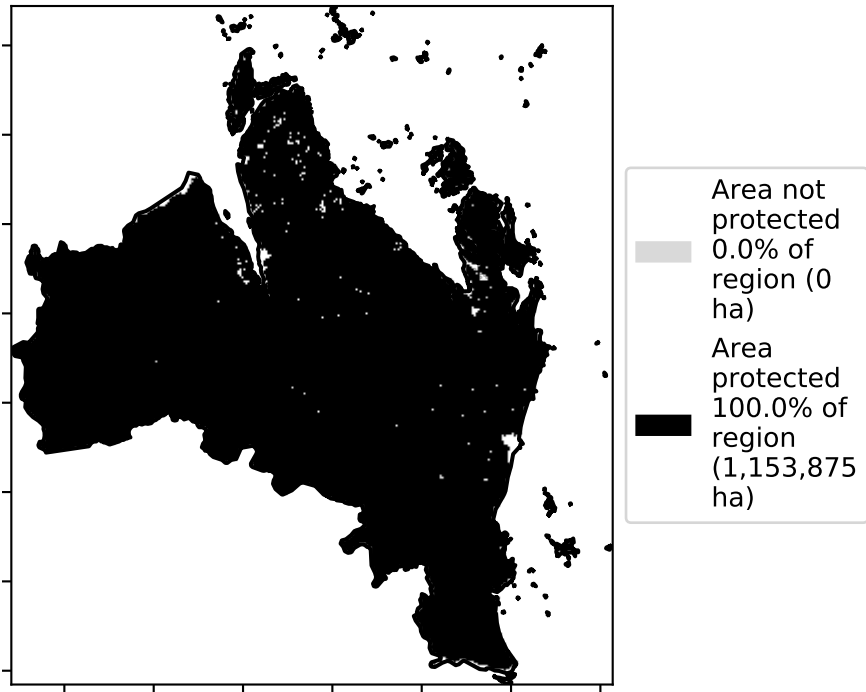 Area not
protected
0.0% of
region (0
ha)
Area
protected
100.0% of
region
(1,153,875
ha)